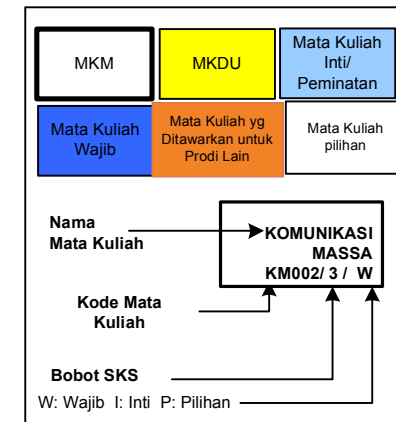 MKM
MKDU
Mata Kuliah
Inti/
Peminatan
Mata Kuliah
Wajib
Mata Kuliah yg
Ditawarkan untuk
Prodi Lain
Mata Kuliah
pilihan
Nama
Mata Kuliah
KOMUNIKASI
MASSA
KM002/ 3 / W
Kode Mata
Kuliah
Bobot SKS
W: Wajib I: Inti P: Pilihan